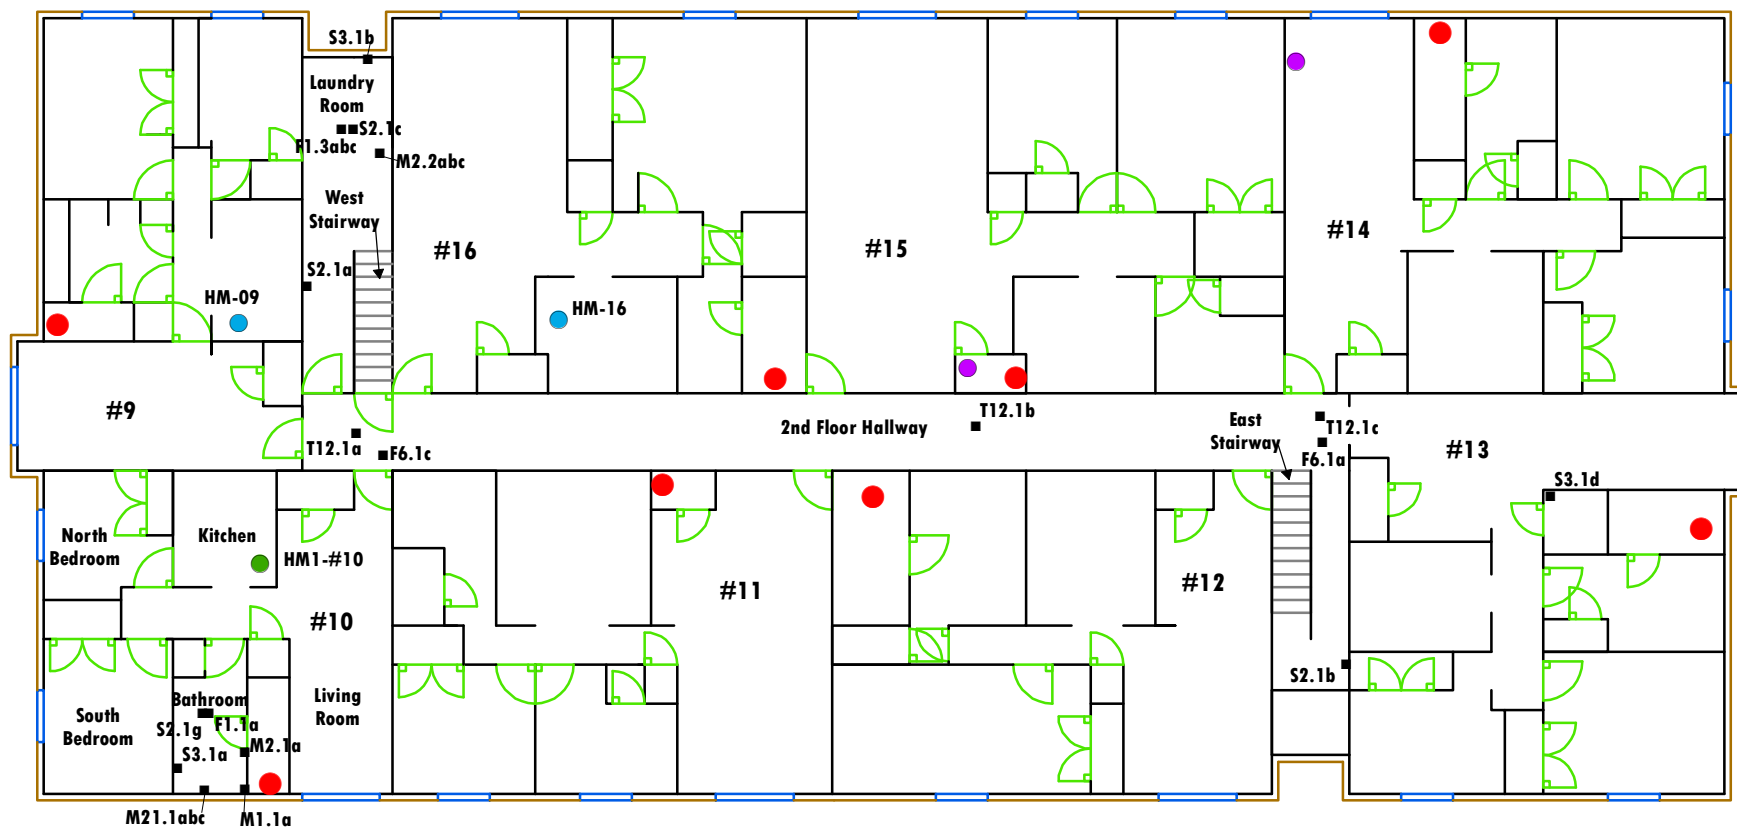 S3.1b
Laundry
Room
S2.1c
F1.3abc
M2.2abc
West
Stairway
#16
#15
#14
S2.1a
HM-09
HM-16
#9
T12.1b
2nd Floor Hallway
East
Stairway
T12.1a
T12.1c
F6.1c
F6.1a
#13
S3.1d
North
Bedroom
Kitchen
HM1-#10
#11
#12
#10
S2.1b
Bathroom
South
Bedroom
Living
Room
S2.1g
F1.1a
M2.1a
S3.1a
M21.1abc
M1.1a